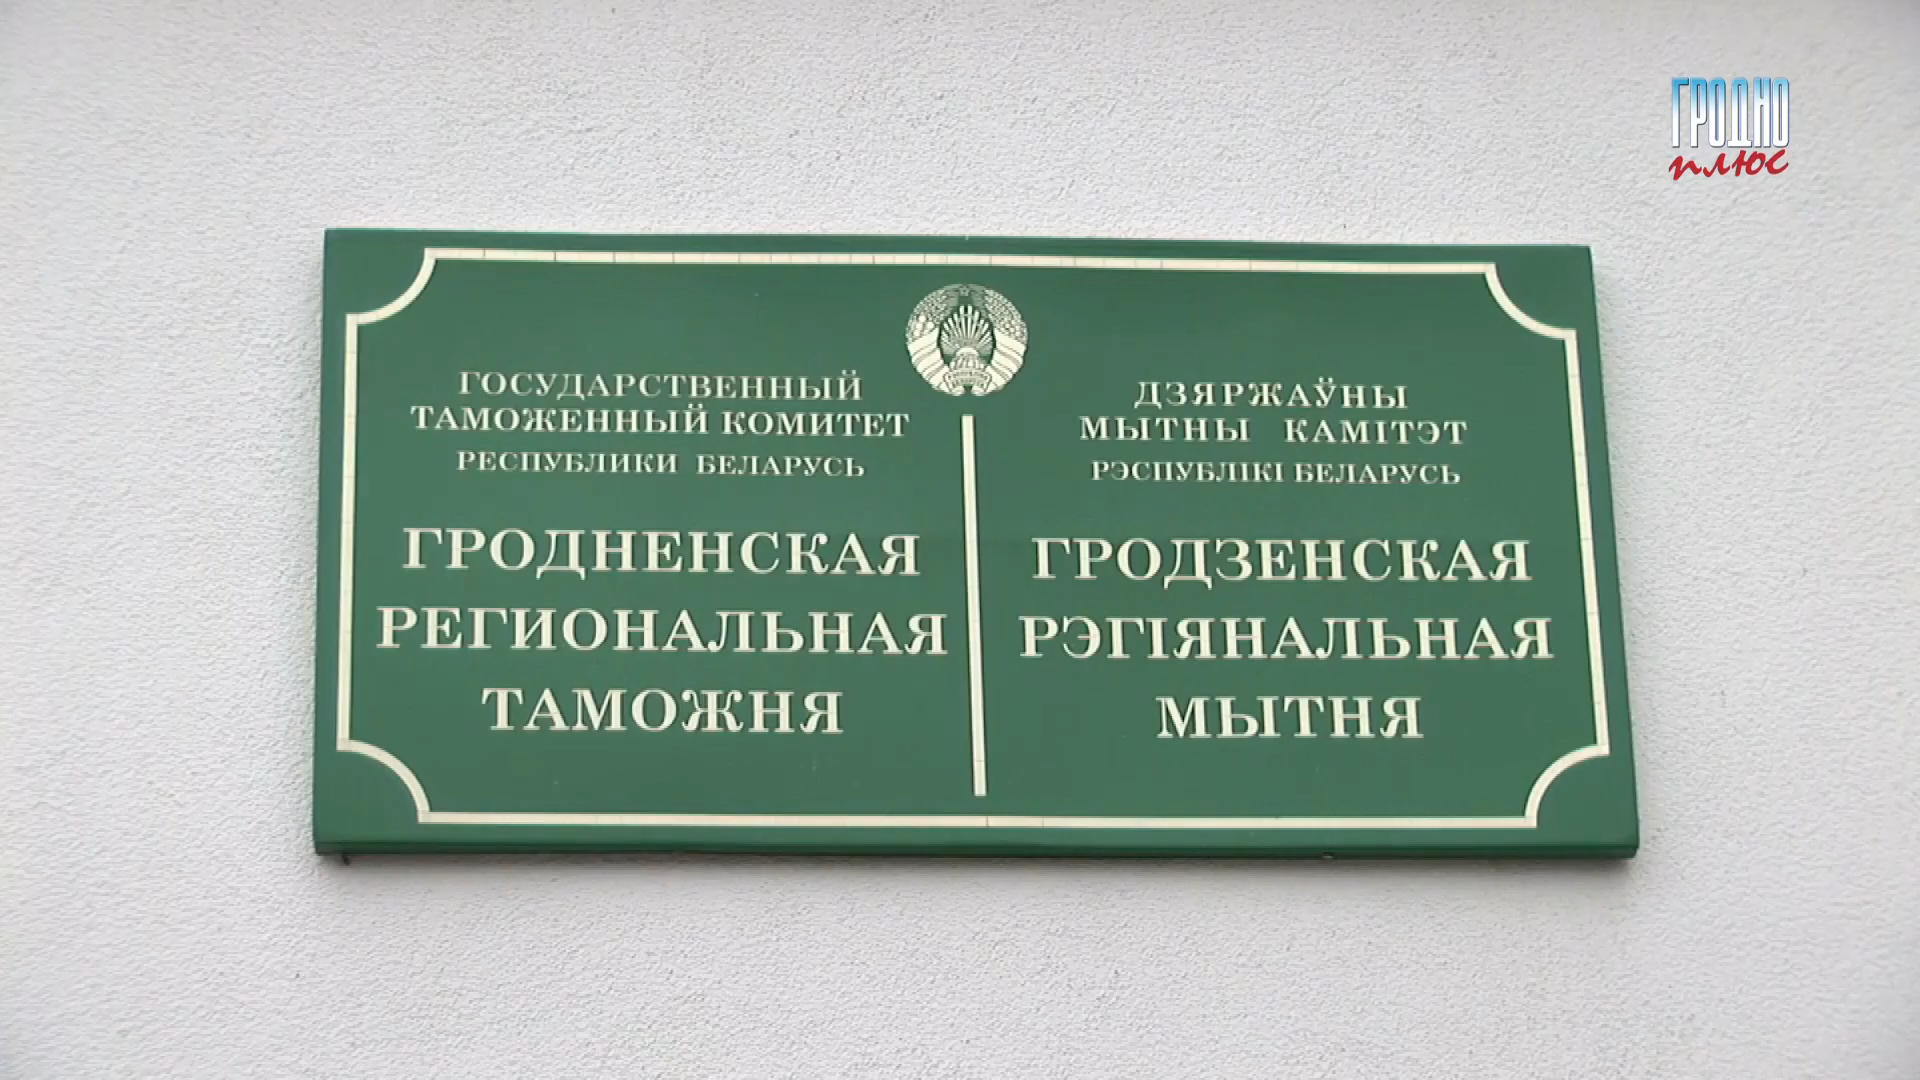 ГРОДНО
плюс
ГОСУДАРСТВЕННЫЙ
ТАМОЖЕННЫЙ КОМИТЕТ
РЕСПУБЛИКИ БЕЛАРУСЬ
ГРОДНЕНСКАЯ
РЕГИОНАЛЬНАЯ
ТАМОЖНЯ
ДЗЯРЖАЎНЫ
МЫТНЫ КАМІТЭТ
РЭСПУБЛІКІ БЕЛАРУСЬ
ГРОДЗЕНСКАЯ
РЭГІЯНАЛЬНАЯ
МЫТНЯ